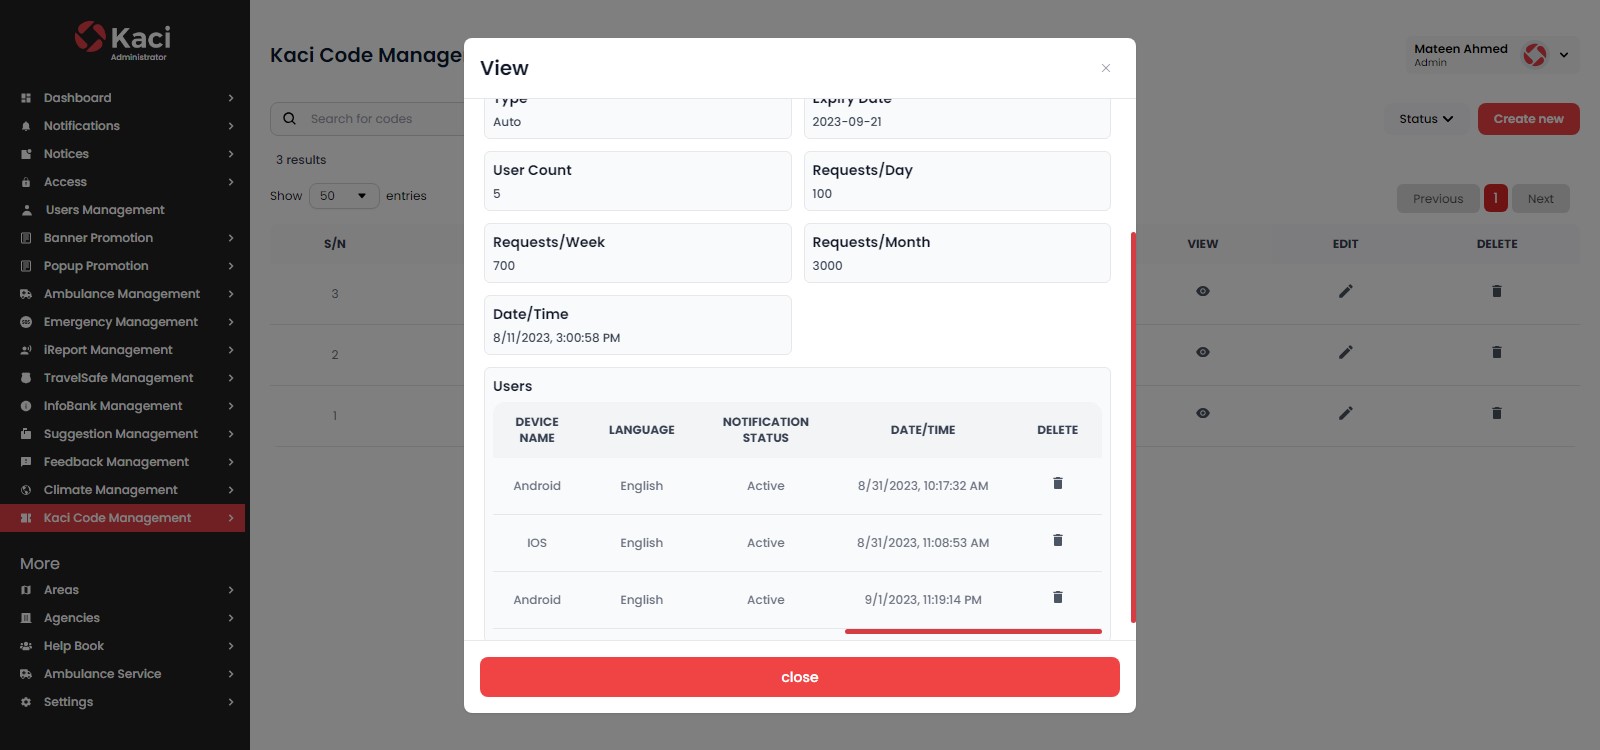 Kaci
Administrator
Dashboard
Notifications
Notices
Access
Users Management
Banner Promotion
Popup Promotion
Ambulance Management
Emergency Management
iReport Management
TravelSafe Management
InfoBank Management
Suggestion Management
Feedback Management
Climate Management
Kaci Code Management
More
Areas
Agencies
Help Book
Ambulance Service
Settings
Kaci Code Manage
Mateen Ahmed
Admin
Search for codes
Status
Create new
3 results
Show 50 entries
Previous 1 Next
S/N VIEW EDIT DELETE
3
2
1
View
Type
Auto
Expiry Date
2023-09-21
User Count
5
Requests/Day
100
Requests/Week
700
Requests/Month
3000
Date/Time
8/11/2023, 3:00:58 PM
Users
DEVICE NAME LANGUAGE NOTIFICATION STATUS DATE/TIME DELETE
Android English Active 8/31/2023, 10:17:32 AM
IOS English Active 8/31/2023, 11:08:53 AM
Android English Active 9/1/2023, 11:19:14 PM
close